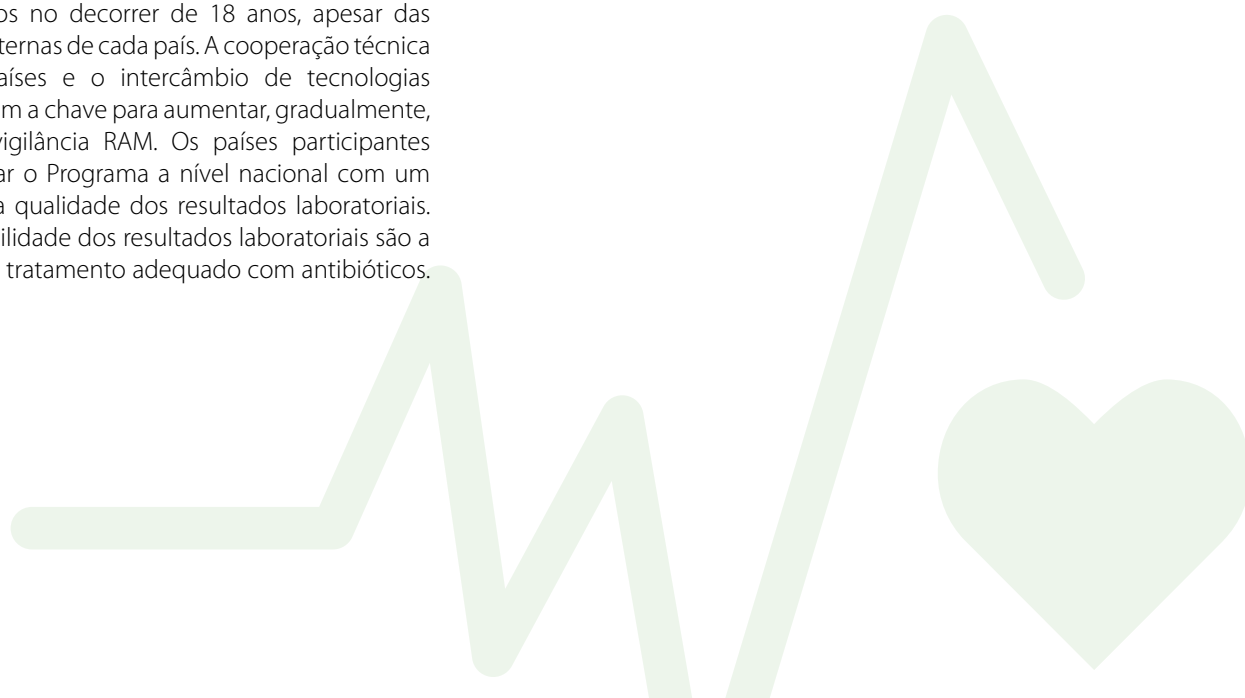 os no decorrer de 18 anos, apesar das
ternas de cada país. A cooperação técnica
aíses e o intercâmbio de tecnologias
m a chave para aumentar, gradualmente,
vigilância RAM. Os países participantes
ar o Programa a nível nacional com um
a qualidade dos resultados laboratoriais.
ilidade dos resultados laboratoriais são a
tratamento adequado com antibióticos.